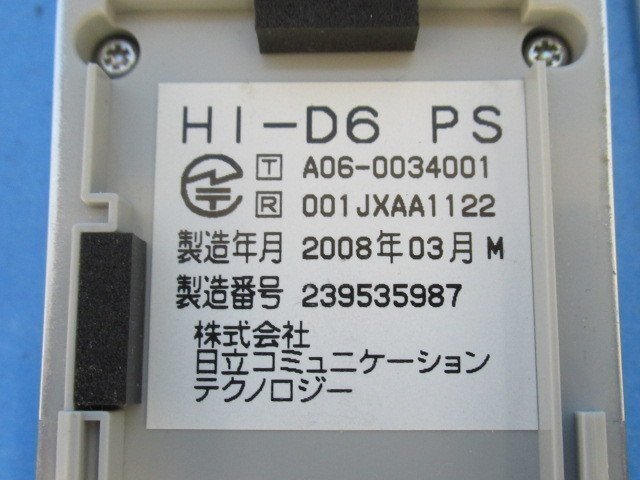 HI-D6 PS
T A06-0034001
R 001JXAA1122
製造年月 2008年03月 M
製造番号 239535987
株式会社
日立コミュニケーション
テクノロジー